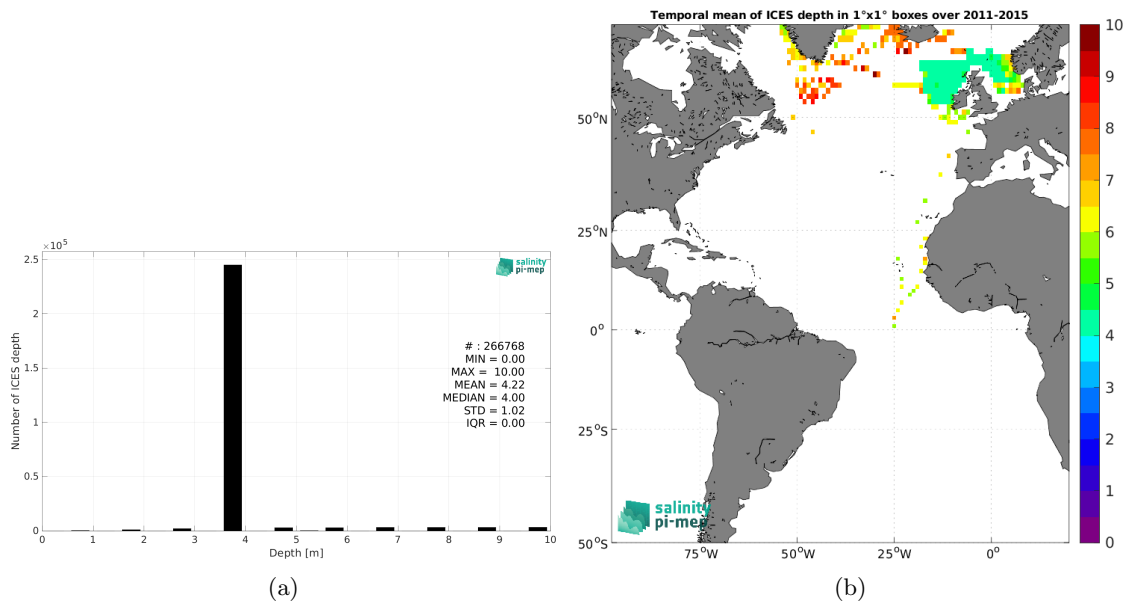 ×10⁵
2.5
2
1.5
1
0.5
0
Number of ICES depth
salinity
pi-mep
# : 266768
MIN = 0.00
MAX = 10.00
MEAN = 4.22
MEDIAN = 4.00
STD = 1.02
IQR = 0.00
0 1 2 3 4 5 6 7 8 9 10
Depth [m]
(a)
Temporal mean of ICES depth in 1°x1° boxes over 2011-2015
50°N
25°N
0°
25°S
50°S
75°W 50°W 25°W 0°
salinity
pi-mep
10
9
8
7
6
5
4
3
2
1
0
(b)